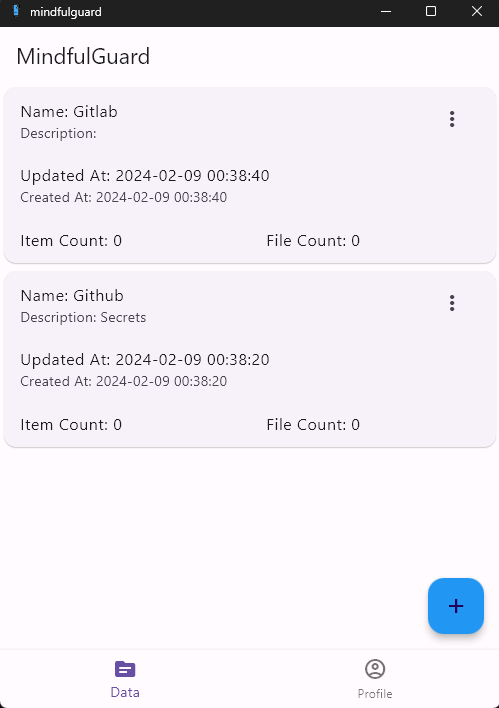 mindfulguard
MindfulGuard
Name: Gitlab
Description:
Updated At: 2024-02-09 00:38:40
Created At: 2024-02-09 00:38:40
Item Count: 0 File Count: 0
Name: Github
Description: Secrets
Updated At: 2024-02-09 00:38:20
Created At: 2024-02-09 00:38:20
Item Count: 0 File Count: 0
Data Profile